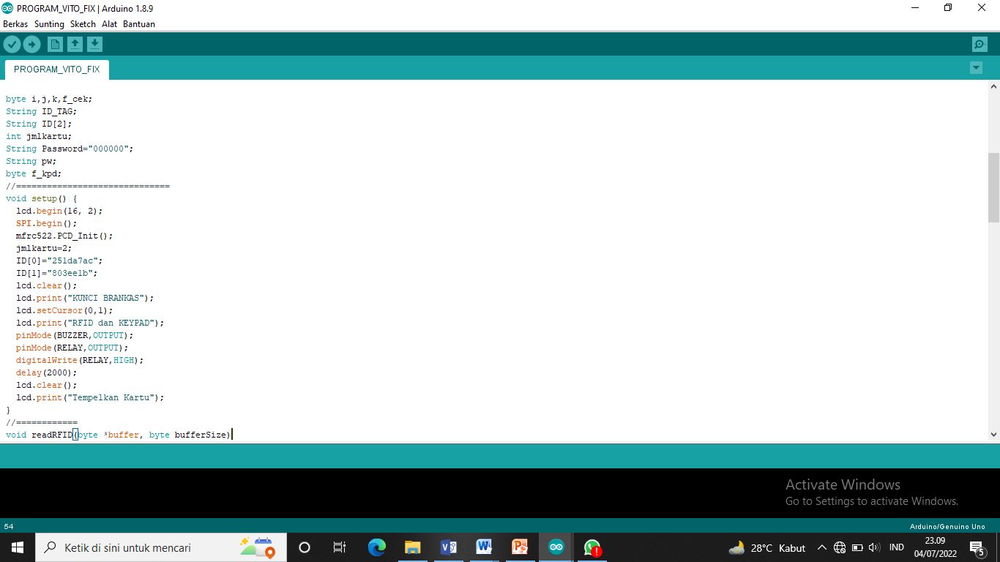 PROGRAM_VITO_FIX | Arduino 1.8.9
Berkas Sunting Sketch Alat Bantuan
PROGRAM_VITO_FIX
byte i,j,k,f_cek;
String ID_TAG;
String ID[2];
int jmlkartu;
String Password="000000";
String pw;
byte f_kpd;
//==============================
void setup() {
  lcd.begin(16, 2);
  SPI.begin();
  mfrc522.PCD_Init();
  jmlkartu=2;
  ID[0]="251da7ac";
  ID[1]="803ee1b";
  lcd.clear();
  lcd.print("KUNCI BRANKAS");
  lcd.setCursor(0,1);
  lcd.print("RFID dan KEYPAD");
  pinMode(BUZZER,OUTPUT);
  pinMode(RELAY,OUTPUT);
  digitalWrite(RELAY,HIGH);
  delay(2000);
  lcd.clear();
  lcd.print("Tempelkan Kartu");
}
//============
void readRFID(byte *buffer, byte bufferSize)
Activate Windows
Go to Settings to activate Windows.
54
Arduino/Genuino Uno
Ketik di sini untuk mencari
28°C Kabut
IND
23.09
04/07/2022
5